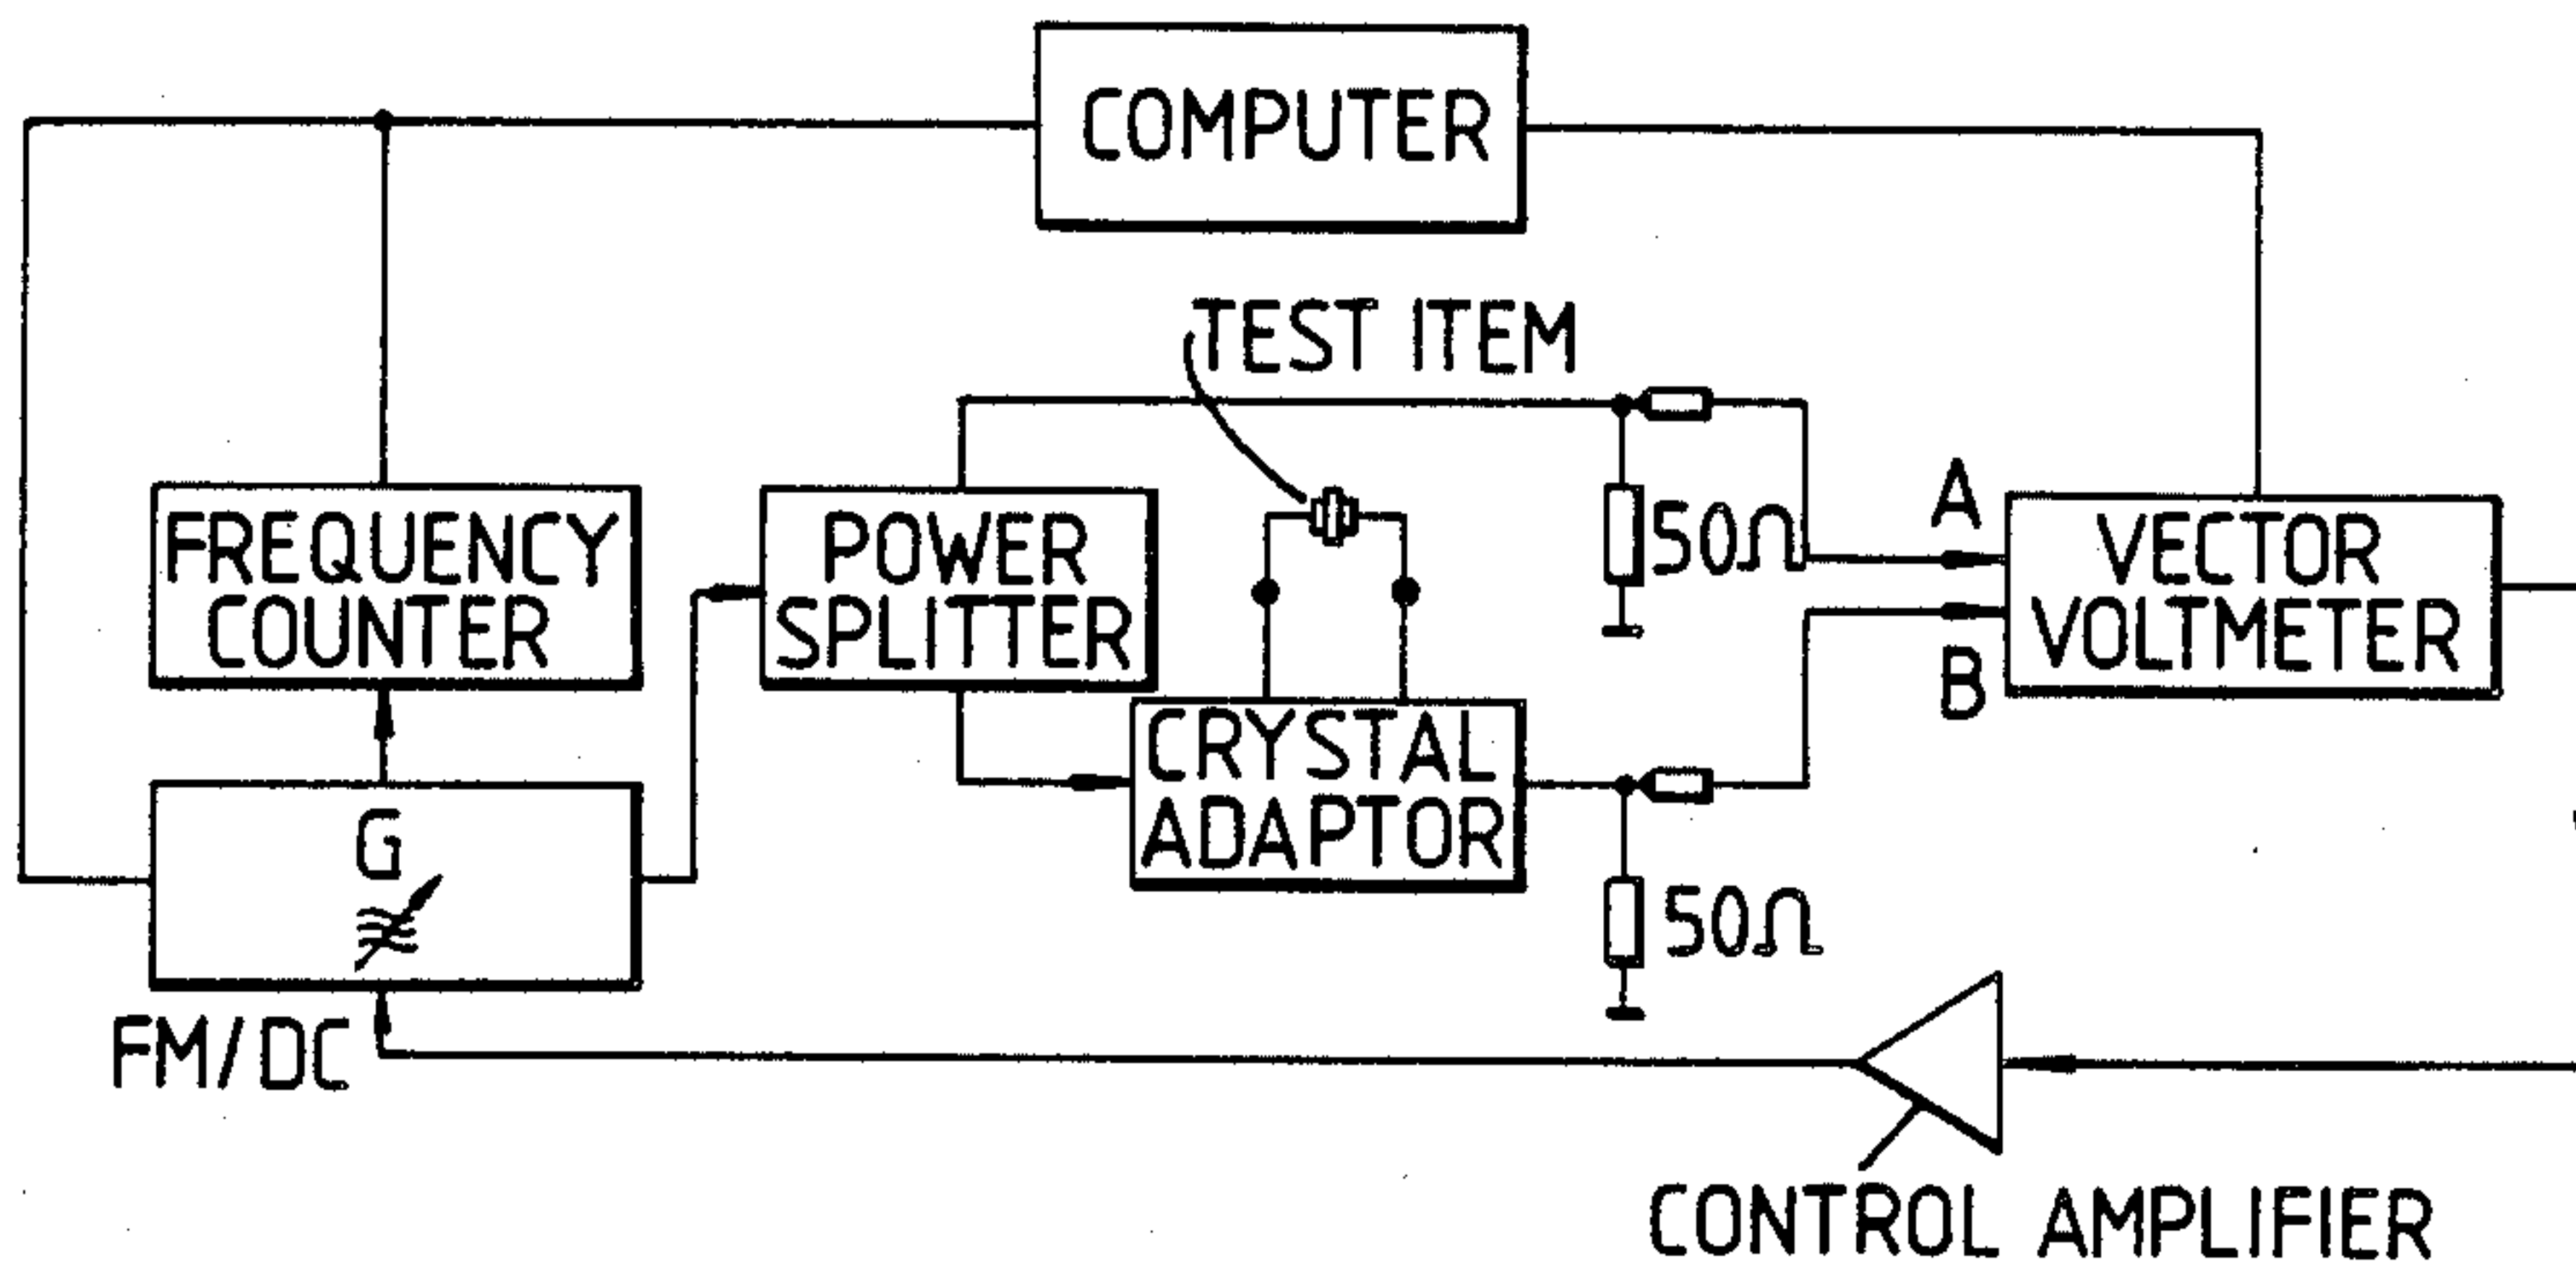 COMPUTER
TEST ITEM
FREQUENCY
COUNTER
POWER
SPLITTER
50Ω
A
B
VECTOR
VOLTMETER
CRYSTAL
ADAPTOR
G
50Ω
FM/DC
CONTROL AMPLIFIER